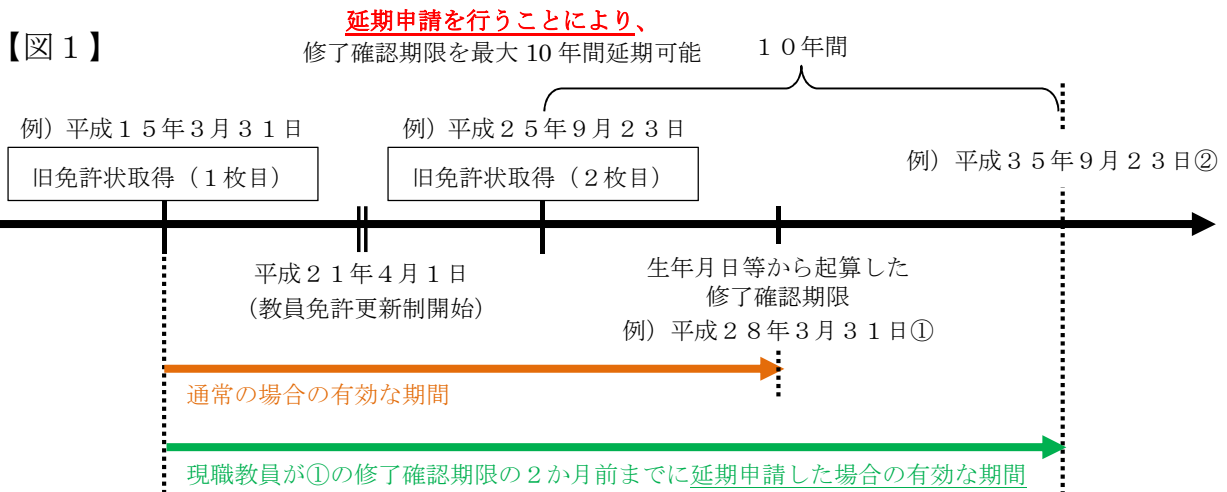 【図１】
延期申請を行うことにより、
修了確認期限を最大 10 年間延期可能
１０年間
例）平成１５年３月３１日
旧免許状取得（１枚目）
例）平成２５年９月２３日
旧免許状取得（２枚目）
例）平成３５年９月２３日②
平成２１年４月１日
（教員免許更新制開始）
生年月日等から起算した
修了確認期限
例）平成２８年３月３１日①
通常の場合の有効な期間
現職教員が①の修了確認期限の２か月前までに延期申請した場合の有効な期間